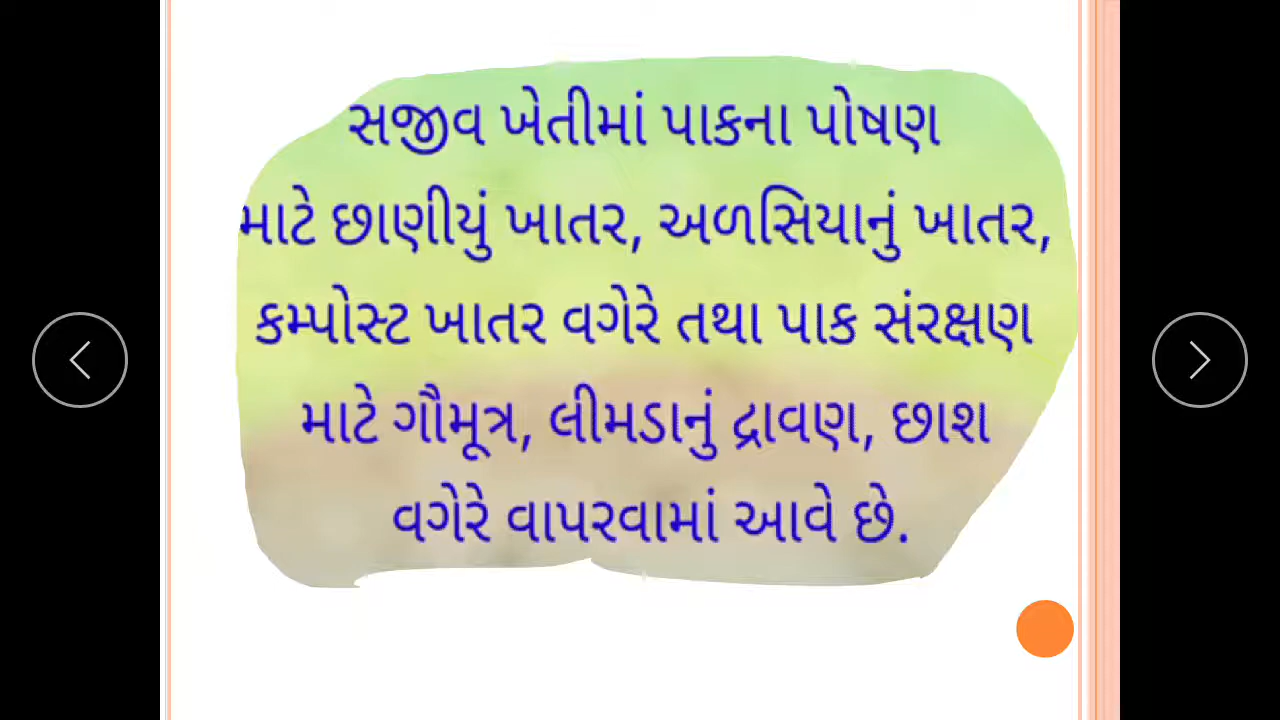 સજીવ ખેતીમાં પાકના પોષણ
માટે છાણીયું ખાતર, અળસિયાનું ખાતર,
કમ્પોસ્ટ ખાતર વગેરે તથા પાક સંરક્ષણ
માટે ગૌમૂત્ર, લીમડાનું દ્રાવણ, છાશ
વગેરે વાપરવામાં આવે છે.